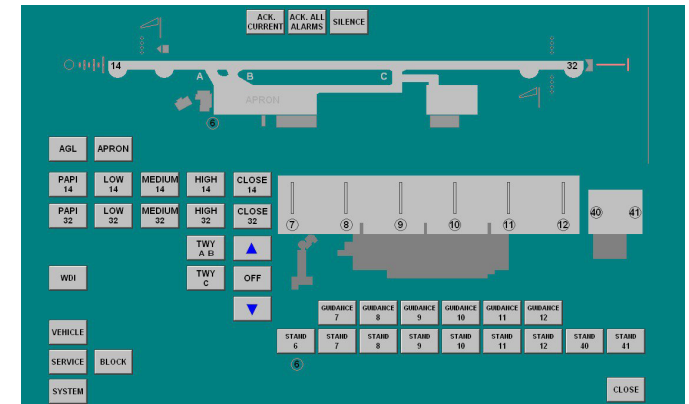 ACK. CURRENT
ACK. ALL ALARMS
SILENCE
14
32
A
B
C
APRON
6
AGL
APRON
PAPI 14
LOW 14
MEDIUM 14
HIGH 14
CLOSE 14
PAPI 32
LOW 32
MEDIUM 32
HIGH 32
CLOSE 32
7
8
9
10
11
12
40
41
TWY A B
WDI
TWY C
OFF
GUIDANCE 7
GUIDANCE 8
GUIDANCE 9
GUIDANCE 10
GUIDANCE 11
GUIDANCE 12
VEHICLE
STAND 6
STAND 7
STAND 8
STAND 9
STAND 10
STAND 11
STAND 12
STAND 40
STAND 41
SERVICE
BLOCK
6
SYSTEM
CLOSE